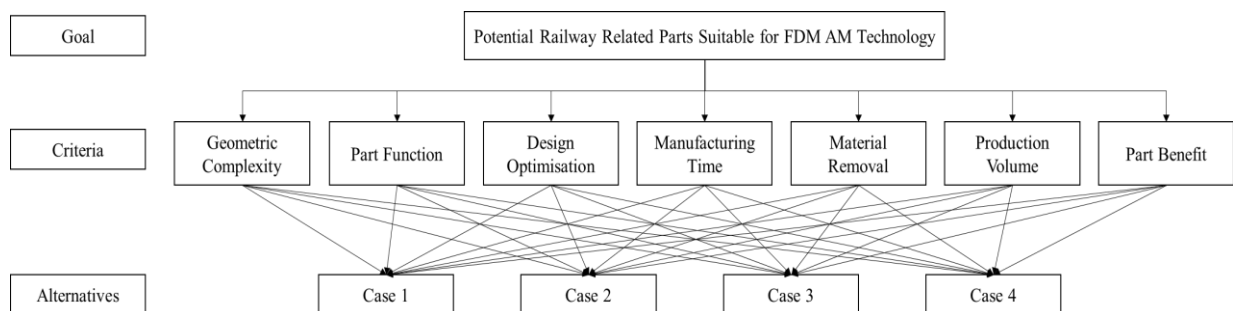 Goal
Potential Railway Related Parts Suitable for FDM AM Technology
Criteria
Geometric
Complexity
Part Function
Design
Optimisation
Manufacturing
Time
Material
Removal
Production
Volume
Part Benefit
Alternatives
Case 1
Case 2
Case 3
Case 4